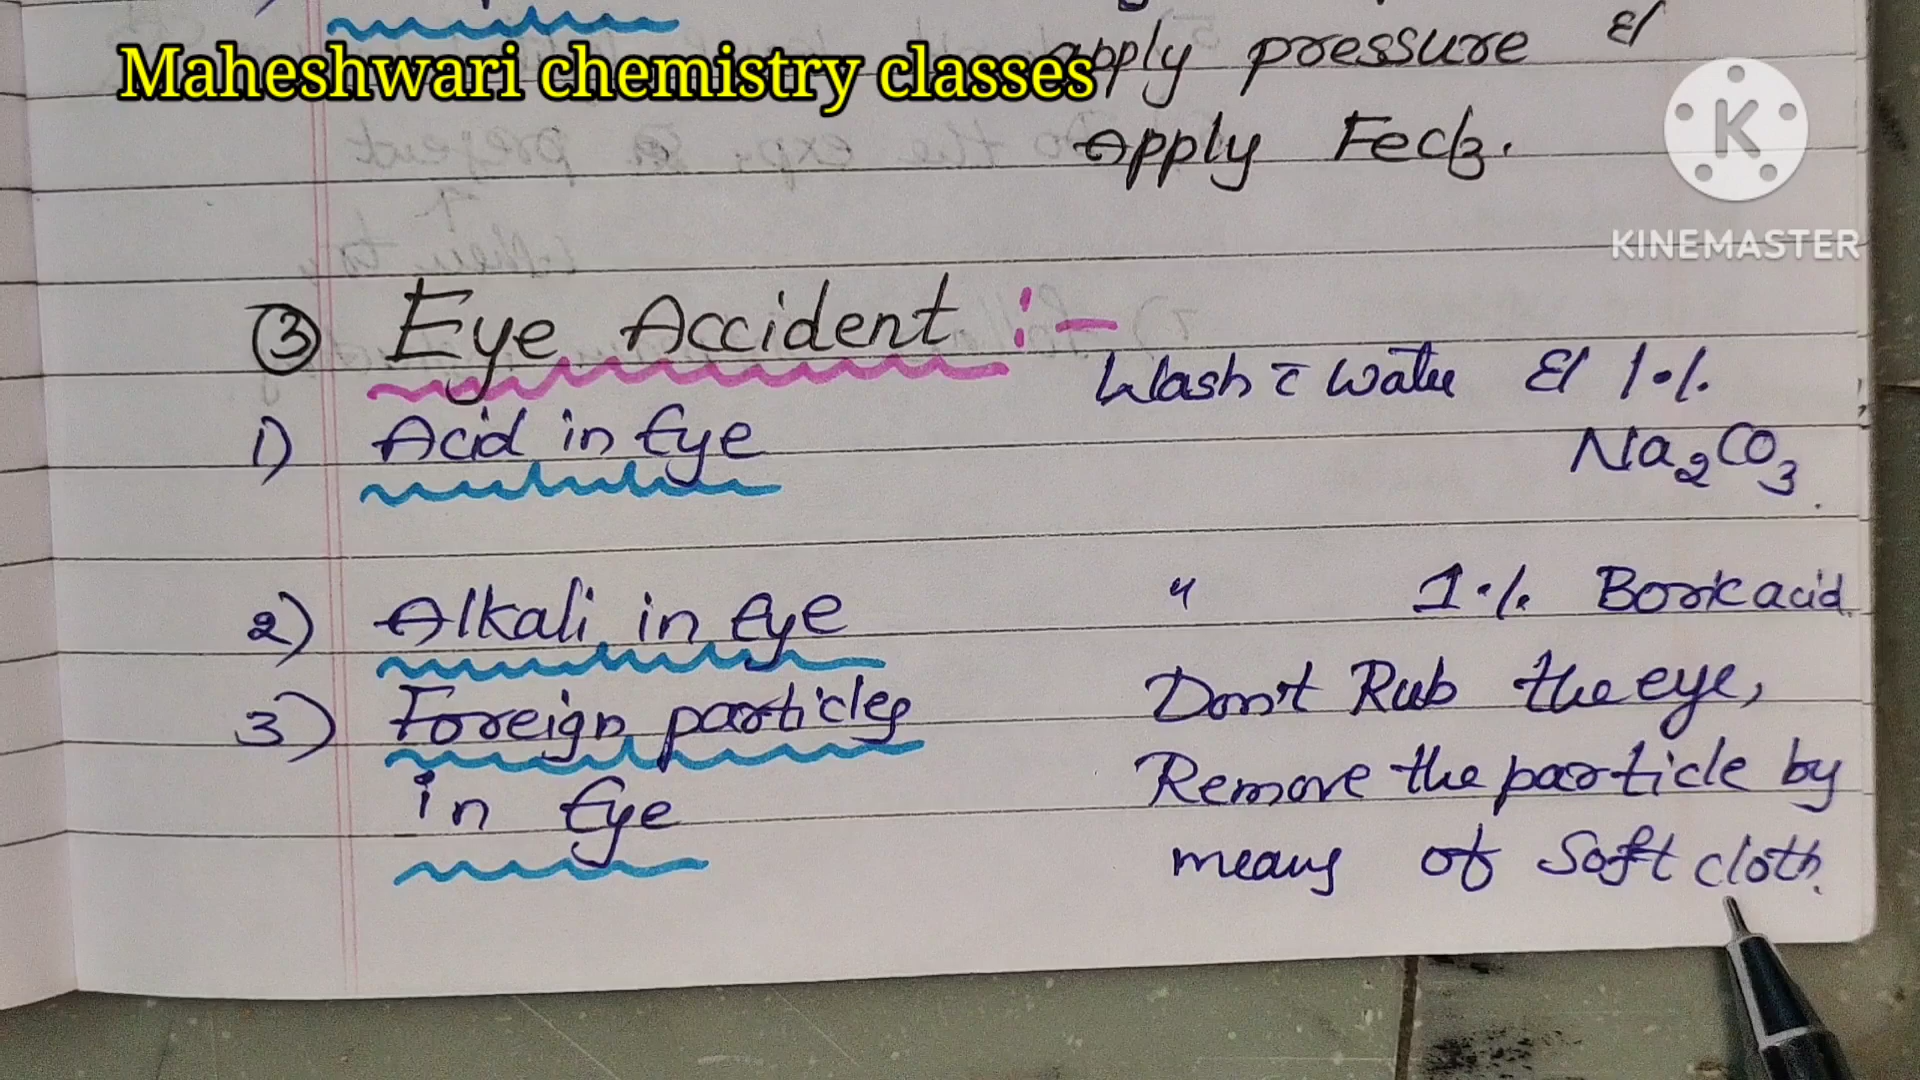 Maheshwari chemistry classes
apply pressure &
Apply FeCl3.
K
KINEMASTER
③ Eye Accident :-
Wash c̄ water & 1%
1) Acid in Eye
Na2CO3.
2) Alkali in Eye " 1% Boric acid.
3) Foreign particles Don't Rub the eye,
in Eye Remove the particle by
means of Soft cloth.